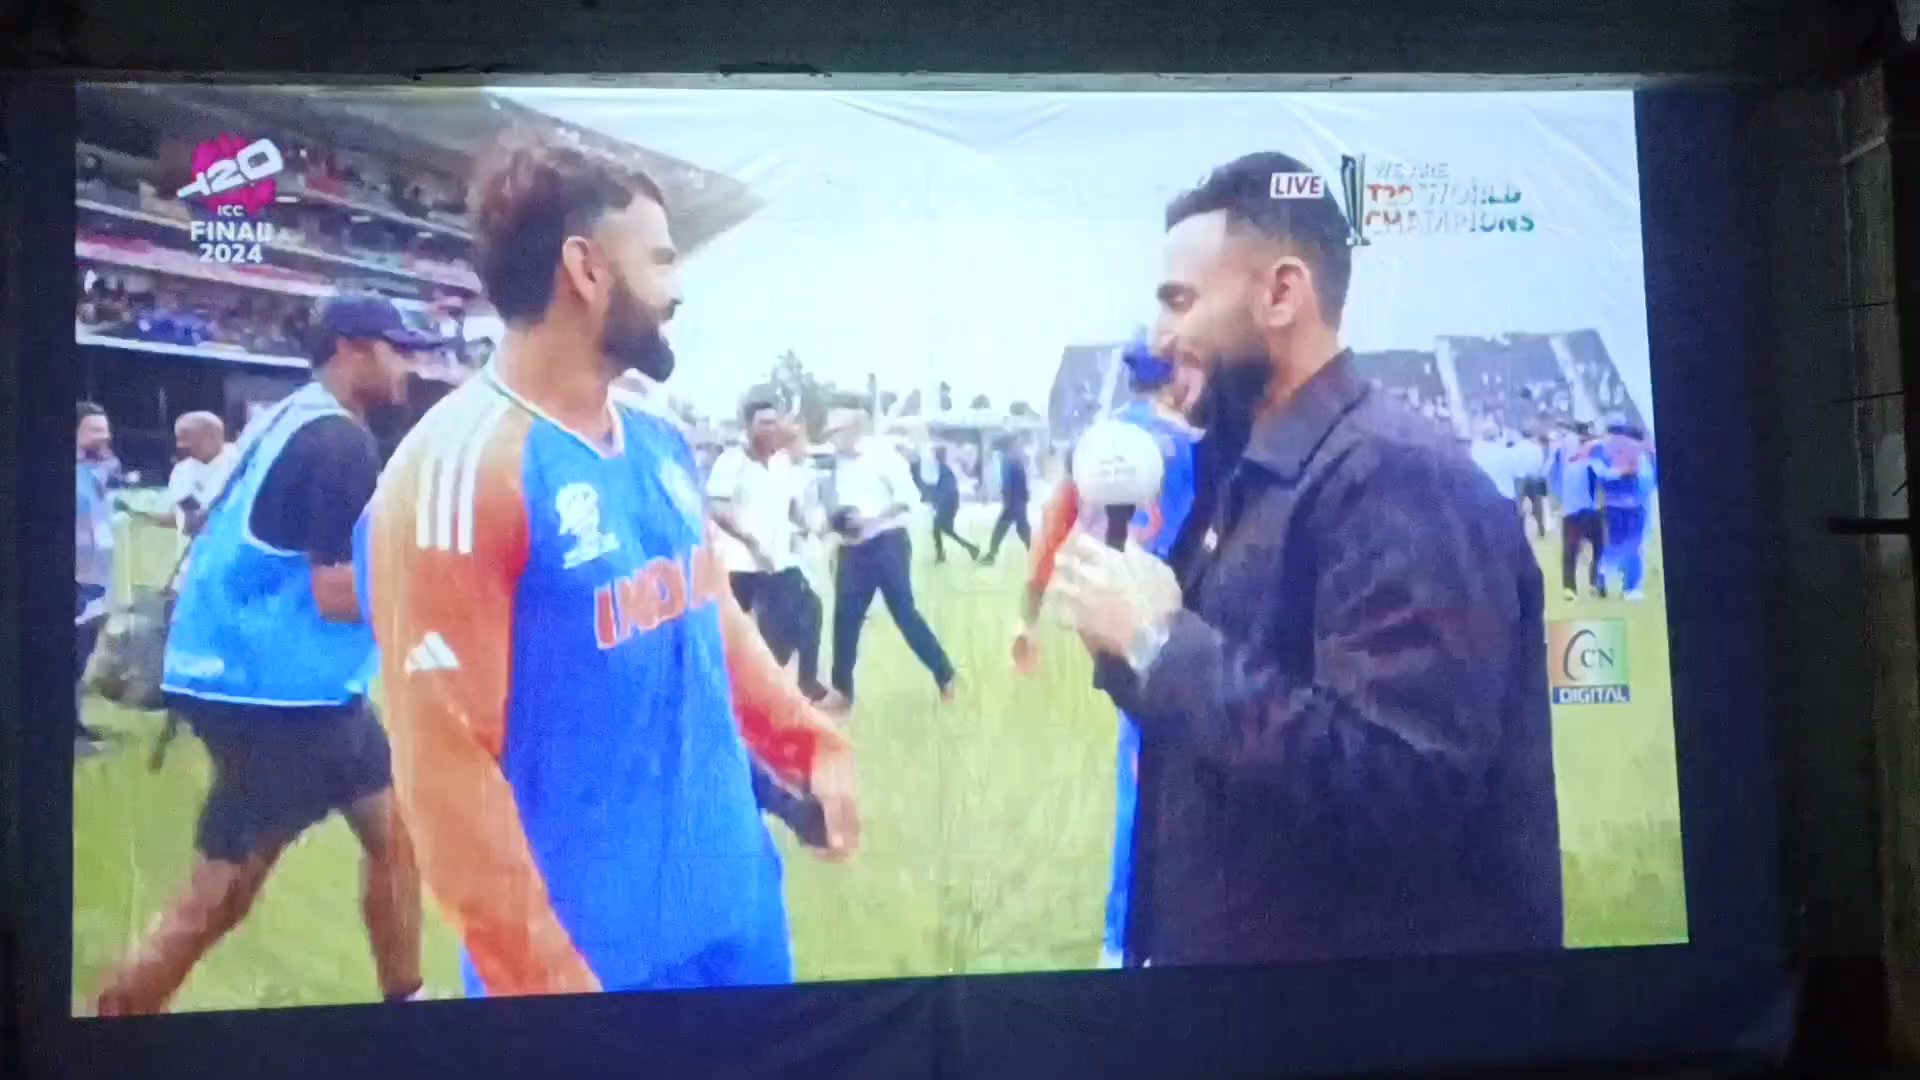 T20
ICC
FINAL
2024
LIVE
WE ARE
T20 WORLD
CHAMPIONS
INDIA
CN
DIGITAL